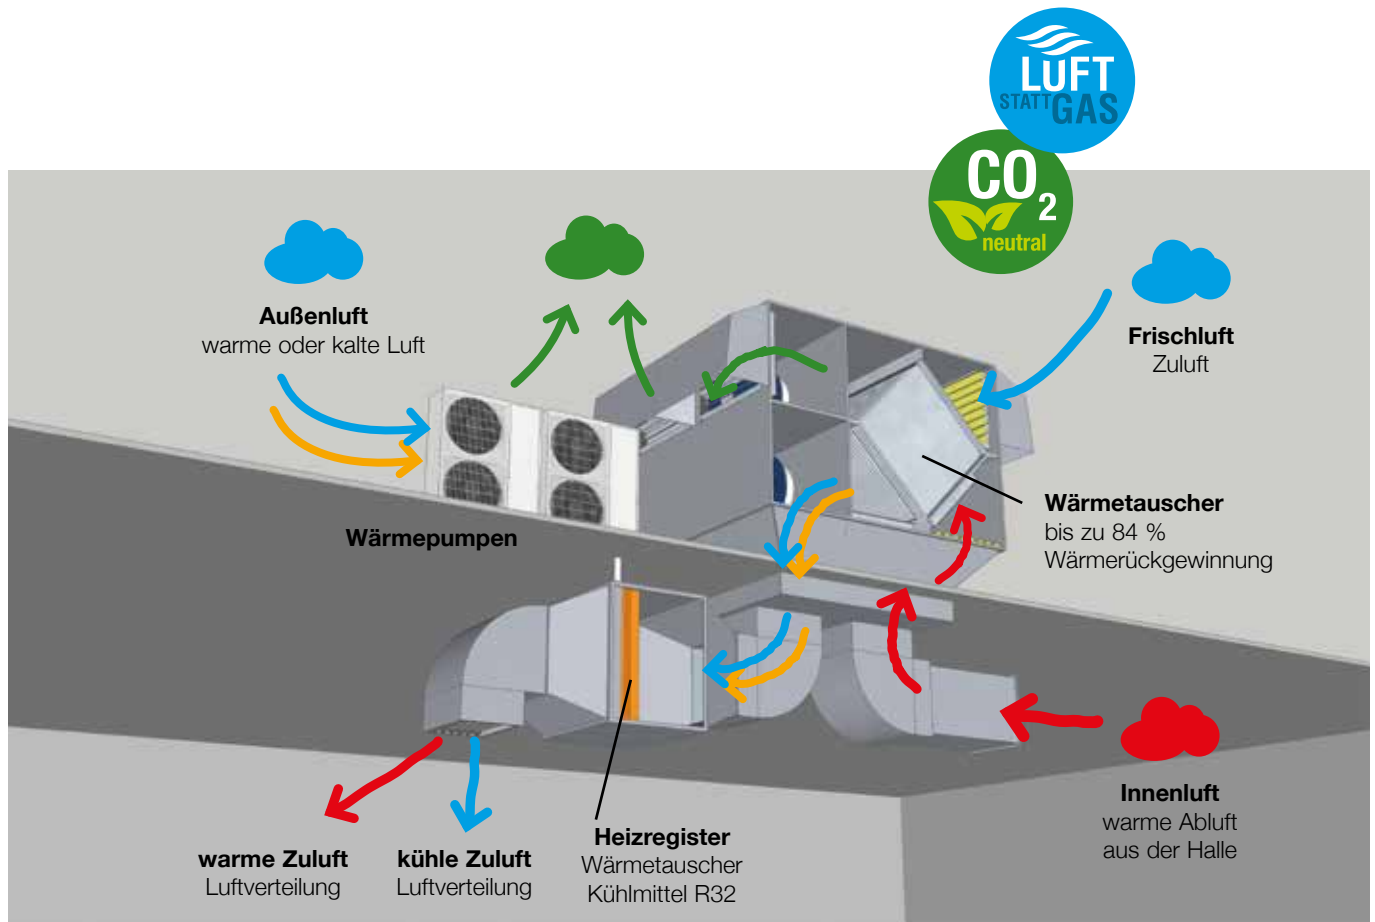 LUFT
STATT GAS
CO2
neutral
Außenluft
warme oder kalte Luft
Frischluft
Zuluft
Wärmetauscher
bis zu 84 %
Wärmerückgewinnung
Wärmepumpen
Innenluft
warme Abluft
aus der Halle
Heizregister
Wärmetauscher
Kühlmittel R32
warme Zuluft
Luftverteilung
kühle Zuluft
Luftverteilung